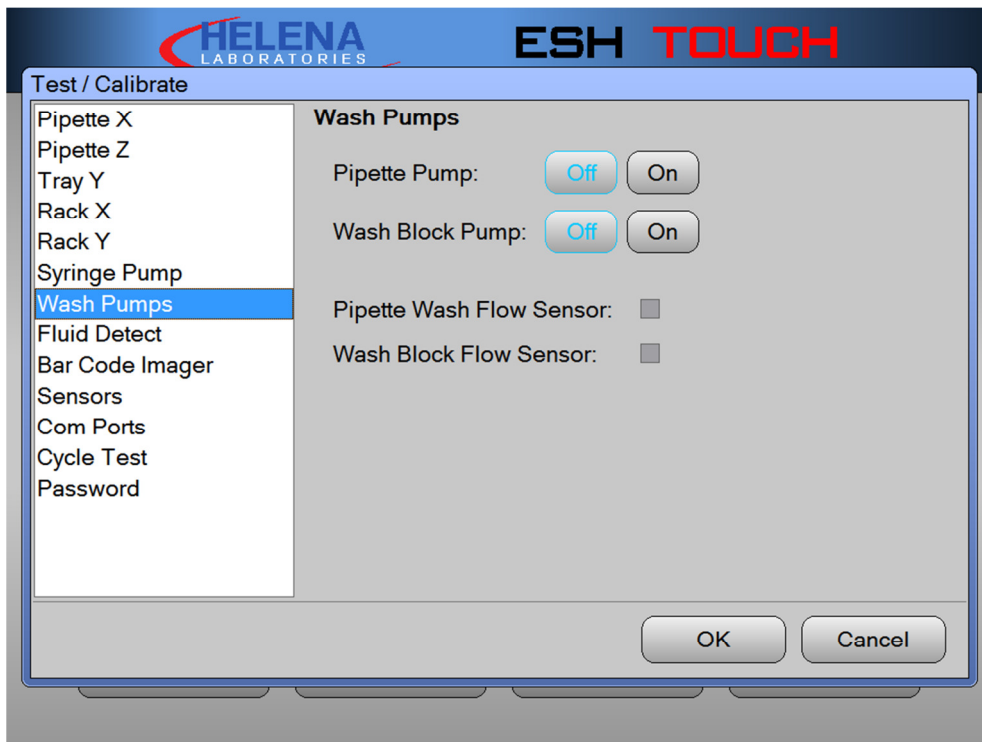 HELENA
LABORATORIES
ESH TOUCH
Test / Calibrate
Pipette X
Pipette Z
Tray Y
Rack X
Rack Y
Syringe Pump
Wash Pumps
Fluid Detect
Bar Code Imager
Sensors
Com Ports
Cycle Test
Password
Wash Pumps
Pipette Pump: Off On
Wash Block Pump: Off On
Pipette Wash Flow Sensor:
Wash Block Flow Sensor:
OK Cancel